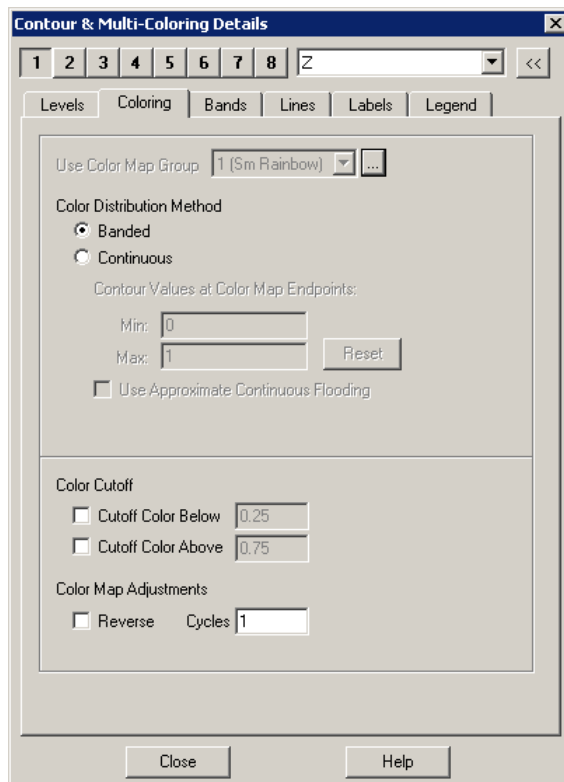 Contour & Multi-Coloring Details
1 2 3 4 5 6 7 8 Z <<
Levels Coloring Bands Lines Labels Legend
Use Color Map Group 1 (Sm Rainbow) ...
Color Distribution Method
Banded
Continuous
Contour Values at Color Map Endpoints:
Min: 0
Max: 1 Reset
Use Approximate Continuous Flooding
Color Cutoff
Cutoff Color Below 0.25
Cutoff Color Above 0.75
Color Map Adjustments
Reverse Cycles 1
Close Help